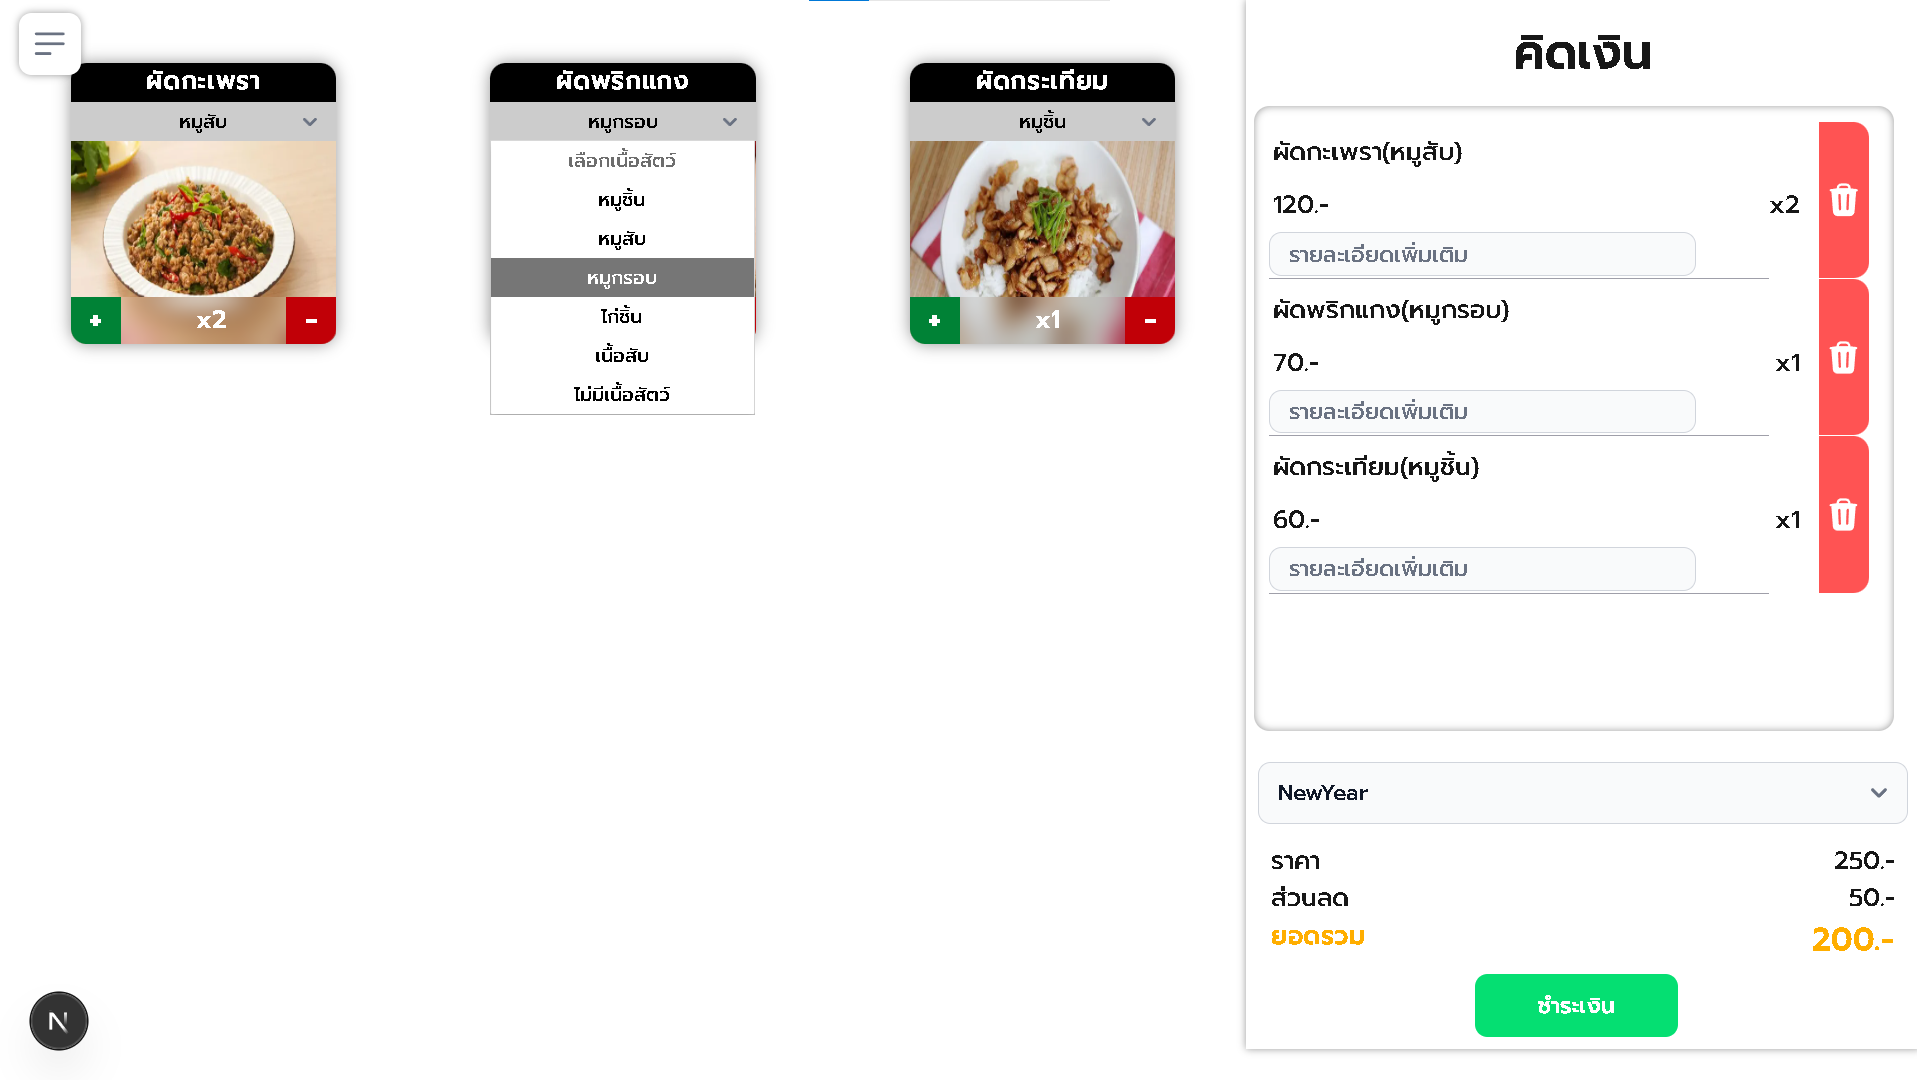 ผัดกะเพรา
หมูสับ
x2
+
-
ผัดพริกแกง
หมูกรอบ
เลือกเนื้อสัตว์
หมูชิ้น
หมูสับ
หมูกรอบ
ไก่ชิ้น
เนื้อสับ
ไม่มีเนื้อสัตว์
ผัดกระเทียม
หมูชิ้น
+
x1
-
คิดเงิน
ผัดกะเพรา(หมูสับ)
120.- x2
รายละเอียดเพิ่มเติม
ผัดพริกแกง(หมูกรอบ)
70.- x1
รายละเอียดเพิ่มเติม
ผัดกระเทียม(หมูชิ้น)
60.- x1
รายละเอียดเพิ่มเติม
NewYear
ราคา 250.-
ส่วนลด 50.-
ยอดรวม 200.-
ชำระเงิน
N